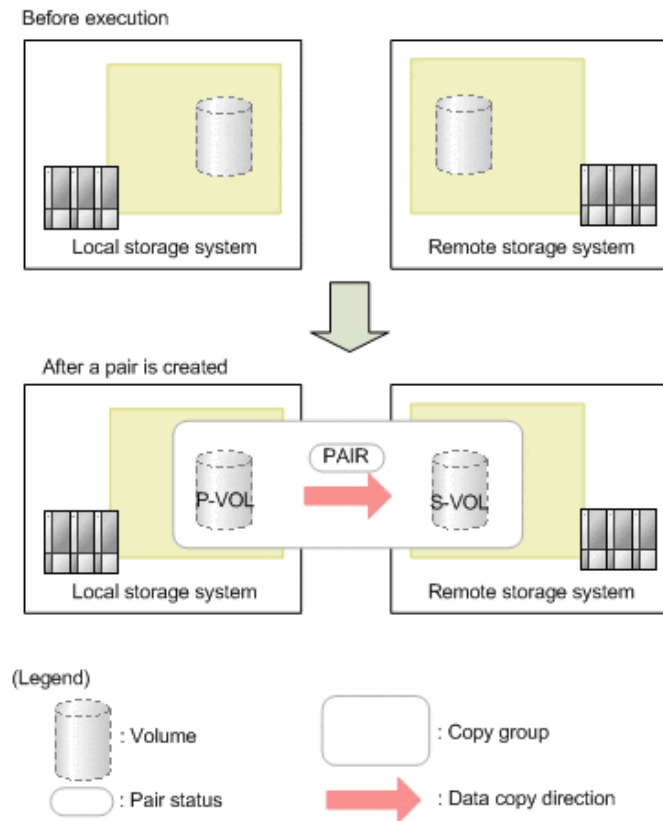 Before execution
Local storage system
Remote storage system
After a pair is created
PAIR
P-VOL
S-VOL
Local storage system
Remote storage system
(Legend)
: Volume
: Copy group
: Pair status
: Data copy direction